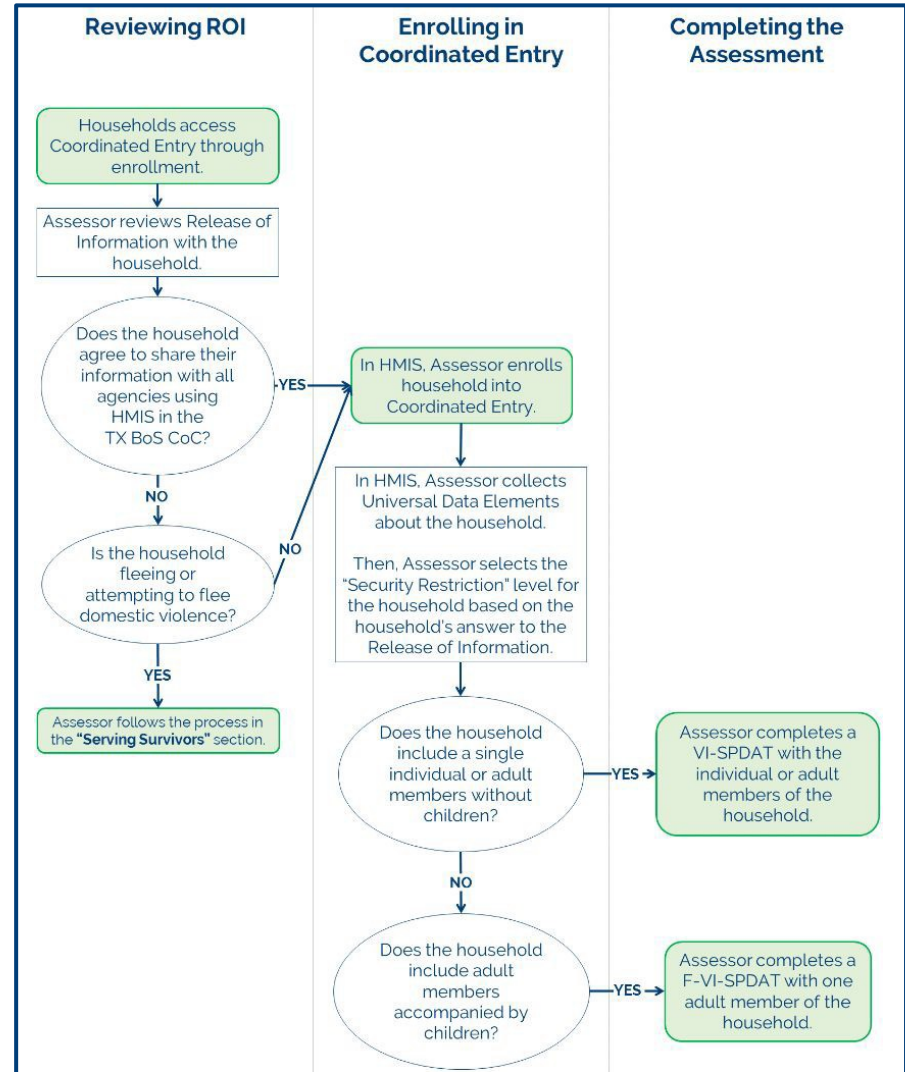 Reviewing ROI
Enrolling in
Coordinated Entry
Completing the
Assessment
Households access
Coordinated Entry through
enrollment.
Assessor reviews Release of
Information with the
household.
Does the household
agree to share their
information with all
agencies using
HMIS in the
TX BoS CoC?
YES
NO
Is the household
fleeing or
attempting to flee
domestic violence?
NO
YES
Assessor follows the process in
the "Serving Survivors" section.
In HMIS, Assessor enrolls
household into
Coordinated Entry.
In HMIS, Assessor collects
Universal Data Elements
about the household.
Then, Assessor selects the
"Security Restriction" level for
the household based on the
household's answer to the
Release of Information.
Does the household
include a single
individual or adult
members without
children?
YES
Assessor completes a
VI-SPDAT with the
individual or adult
members of the
household.
NO
Does the household
include adult
members
accompanied by
children?
YES
Assessor completes a
F-VI-SPDAT with one
adult member of the
household.